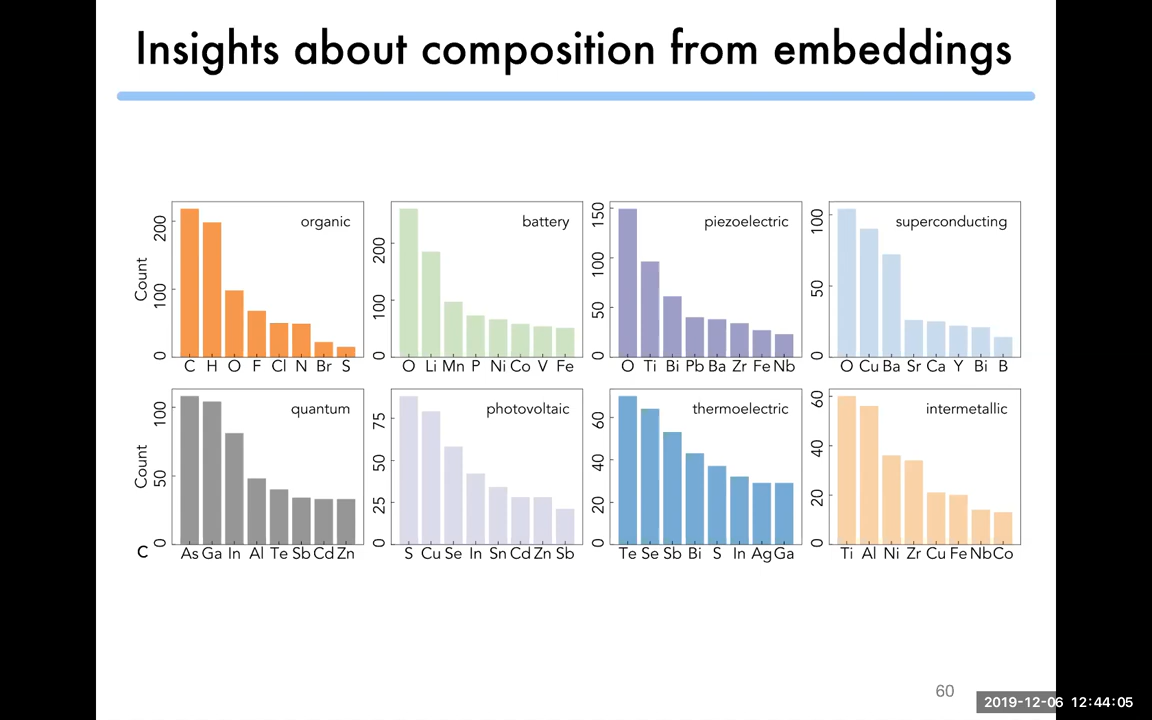 Insights about composition from embeddings
organic
Count
0 100 200
C H O F Cl N Br S
battery
0 100 200
O Li Mn P Ni Co V Fe
piezoelectric
0 50 100 150
O Ti Bi Pb Ba Zr Fe Nb
superconducting
0 50 100
O Cu Ba Sr Ca Y Bi B
quantum
Count
0 50 100
C
As Ga In Al Te Sb Cd Zn
photovoltaic
0 25 50 75
S Cu Se In Sn Cd Zn Sb
thermoelectric
0 20 40 60
Te Se Sb Bi S In Ag Ga
intermetallic
0 20 40 60
Ti Al Ni Zr Cu Fe Nb Co
60
2019-12-06 12:44:05